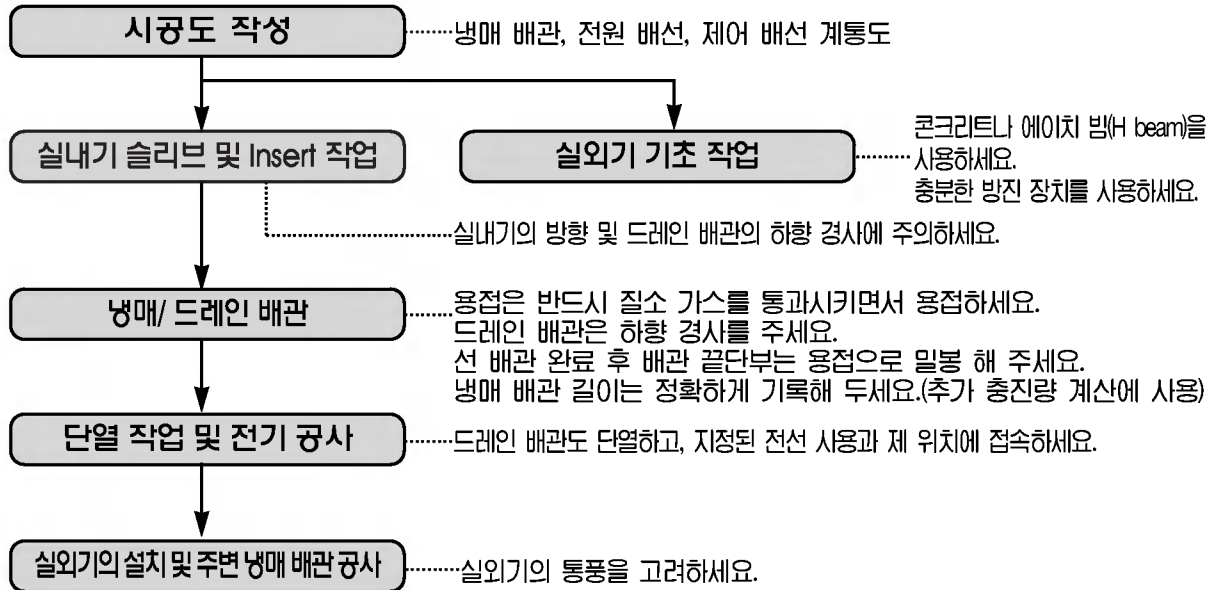 시공도 작성
냉매 배관, 전원 배선, 제어 배선 계통도
실내기 슬리브 및 Insert 작업
실외기 기초 작업
콘크리트나 에이치 빔(H beam)을
사용하세요.
충분한 방진 장치를 사용하세요.
실내기의 방향 및 드레인 배관의 하향 경사에 주의하세요.
냉매/ 드레인 배관
용접은 반드시 질소 가스를 통과시키면서 용접하세요.
드레인 배관은 하향 경사를 주세요.
선 배관 완료 후 배관 끝단부는 용접으로 밀봉 해 주세요.
냉매 배관 길이는 정확하게 기록해 두세요.(추가 충진량 계산에 사용)
단열 작업 및 전기 공사
드레인 배관도 단열하고, 지정된 전선 사용과 제 위치에 접속하세요.
실외기의 설치 및 주변 냉매 배관 공사
실외기의 통풍을 고려하세요.